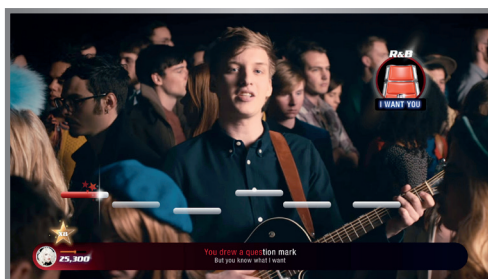 R&B
I WANT YOU
You drew a question mark
But you know what I want
25,300